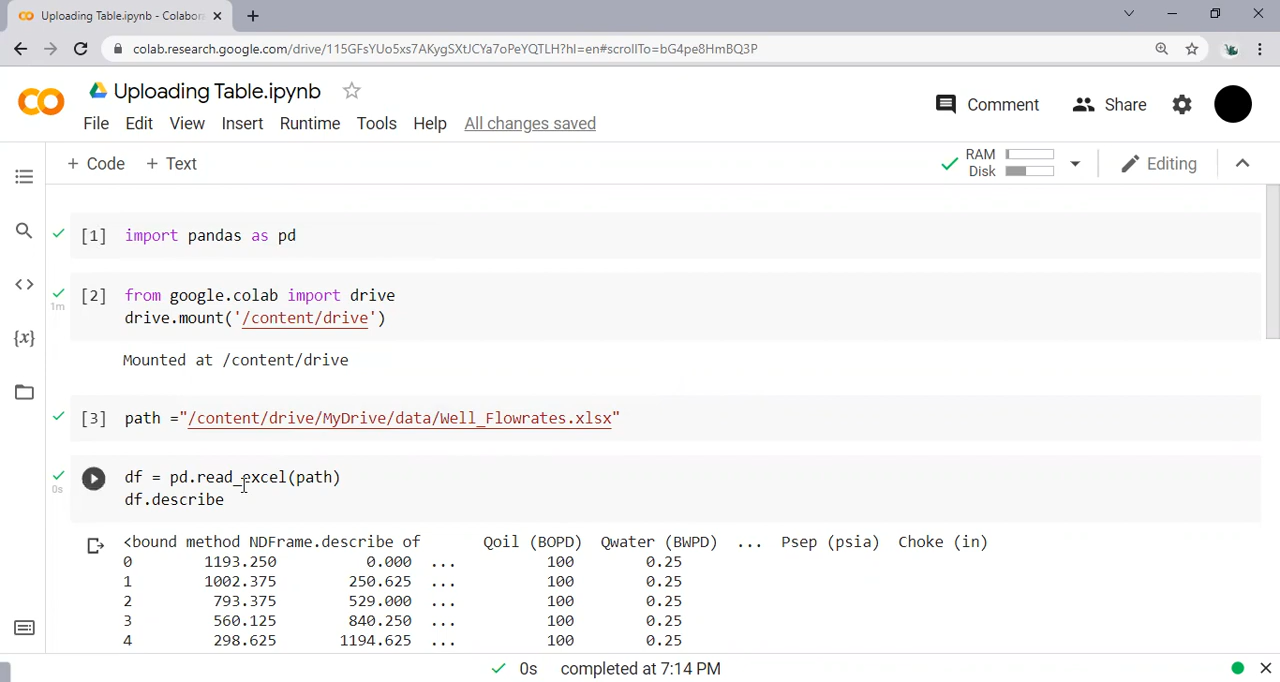 Uploading Table.ipynb - Colabor
colab.research.google.com/drive/115GFsYUo5xs7AKygSXtJCYa7oPeYQTLH?hl=en#scrollTo=bG4pe8HmBQ3P
Uploading Table.ipynb
Comment
Share
File Edit View Insert Runtime Tools Help All changes saved
+ Code + Text
RAM
Disk
Editing
[1] import pandas as pd
[2] from google.colab import drive
1m
drive.mount('/content/drive')
Mounted at /content/drive
{x}
[3] path ="/content/drive/MyDrive/data/Well_Flowrates.xlsx"
df = pd.read_excel(path)
0s
df.describe
<bound method NDFrame.describe of Qoil (BOPD) Qwater (BWPD) ... Psep (psia) Choke (in)
0 1193.250 0.000 ... 100 0.25
1 1002.375 250.625 ... 100 0.25
2 793.375 529.000 ... 100 0.25
3 560.125 840.250 ... 100 0.25
4 298.625 1194.625 ... 100 0.25
0s completed at 7:14 PM